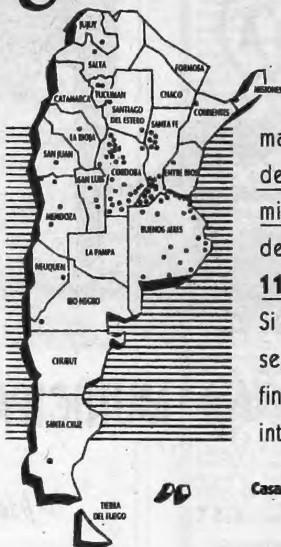 JUJUY
SALTA
FORMOSA
MISIONES
CATAMARCA
TUCUMAN
CHACO
SANTIAGO
DEL ESTERO
CORRIENTES
LA RIOJA
SANTA FE
SAN JUAN
CORDOBA
ENTRE RIOS
SAN LUIS
MENDOZA
BUENOS AIRES
LA PAMPA
NEUQUEN
RIO NEGRO
CHUBUT
SANTA CRUZ
TIERRA
DEL FUEGO
ma
de
mi
de
11
Si
se
fin
int
Casa